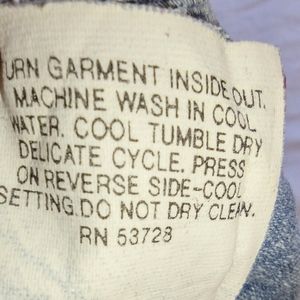 URN GARMENT INSIDE OUT.
MACHINE WASH IN COOL
WATER. COOL TUMBLE DRY
DELICATE CYCLE. PRESS
ON REVERSE SIDE-COOL
SETTING. DO NOT DRY CLEAN.
RN 53728